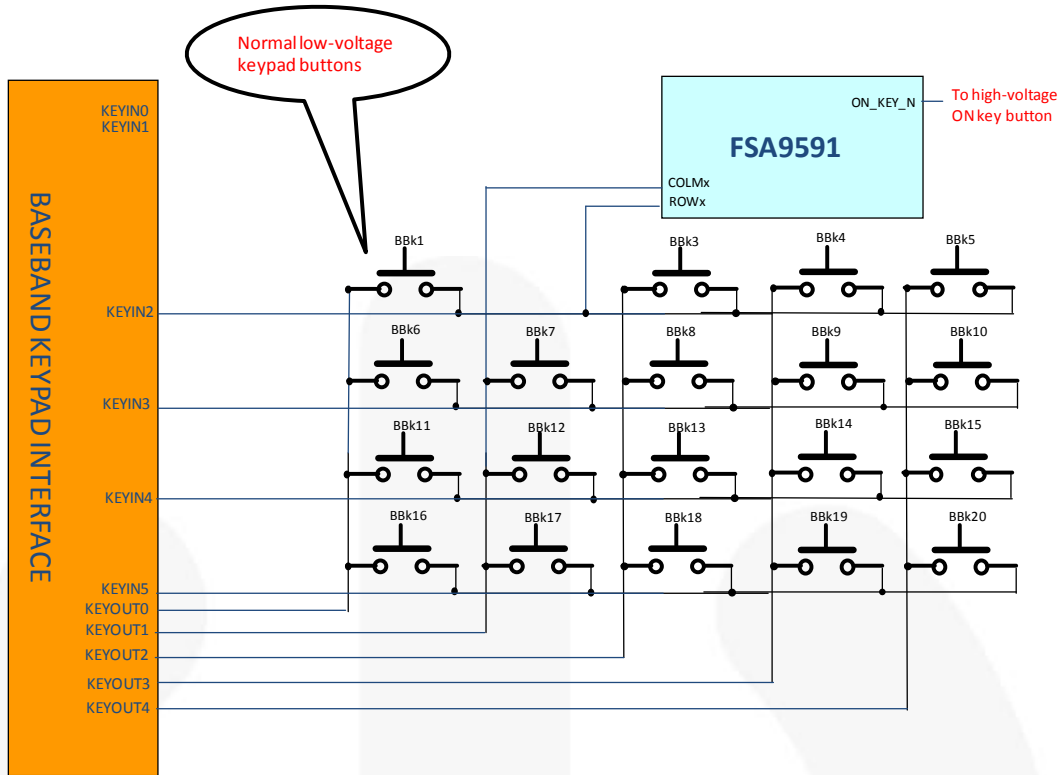 Normal low-voltage
keypad buttons
KEYIN0
KEYIN1
ON_KEY_N
To high-voltage
ON key button
FSA9591
COLMx
ROWx
BASEBAND KEYPAD INTERFACE
BBk1
BBk3
BBk4
BBk5
KEYIN2
BBk6
BBk7
BBk8
BBk9
BBk10
KEYIN3
BBk11
BBk12
BBk13
BBk14
BBk15
KEYIN4
BBk16
BBk17
BBk18
BBk19
BBk20
KEYIN5
KEYOUT0
KEYOUT1
KEYOUT2
KEYOUT3
KEYOUT4